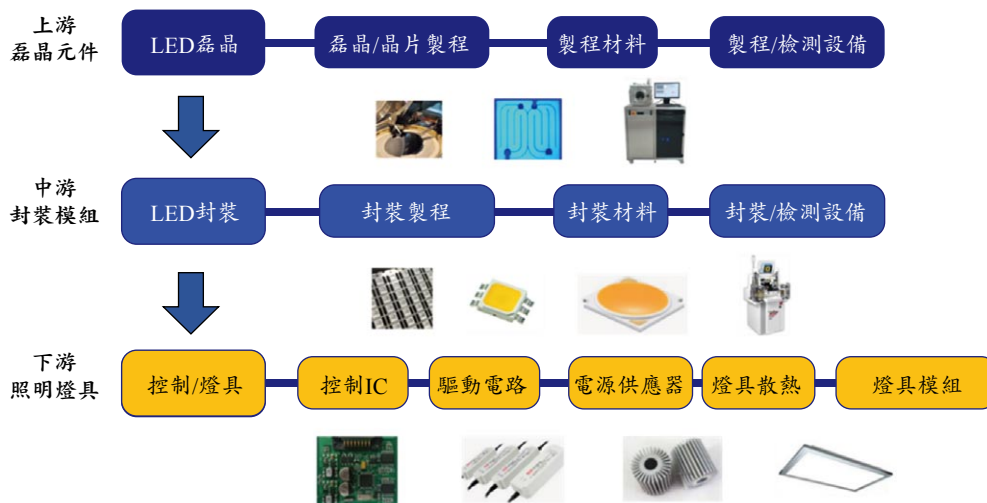 上游
磊晶元件
LED磊晶
磊晶/晶片製程
製程材料
製程/檢測設備
中游
封裝模組
LED封裝
封裝製程
封裝材料
封裝/檢測設備
下游
照明燈具
控制/燈具
控制IC
驅動電路
電源供應器
燈具散熱
燈具模組